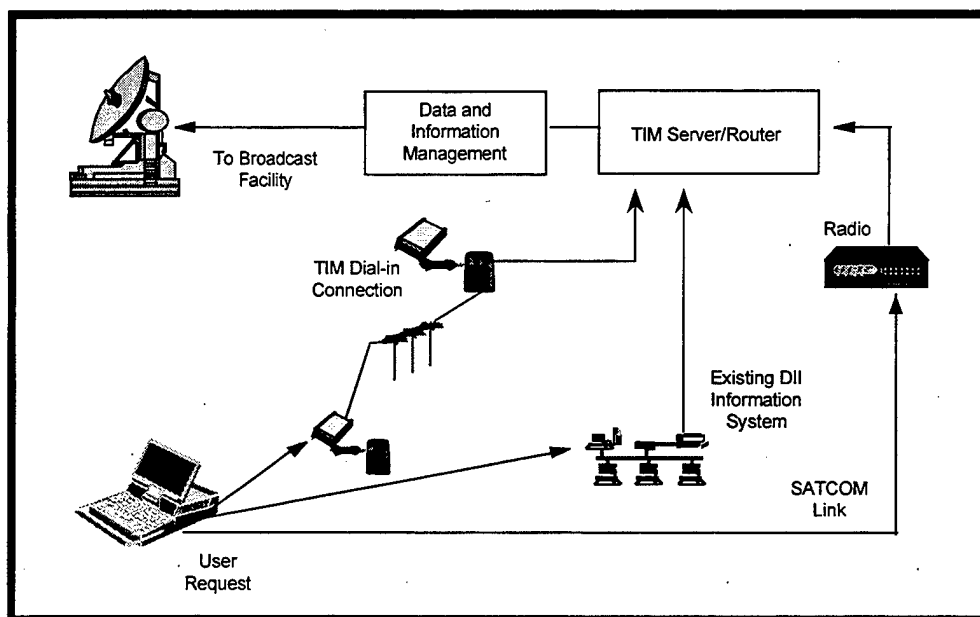 Data and
Information
Management
TIM Server/Router
To Broadcast
Facility
Radio
TIM Dial-in
Connection
Existing DII
Information
System
SATCOM
Link
User
Request